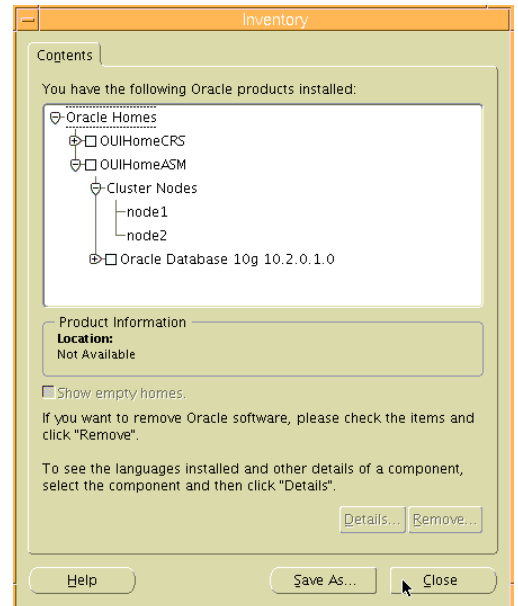 Inventory
Contents
You have the following Oracle products installed:
Oracle Homes
OUIHomeCRS
OUIHomeASM
Cluster Nodes
node1
node2
Oracle Database 10g 10.2.0.1.0
Product Information
Location:
Not Available
Show empty homes.
If you want to remove Oracle software, please check the items and
click "Remove".
To see the languages installed and other details of a component,
select the component and then click "Details".
Details... Remove...
Help Save As... Close